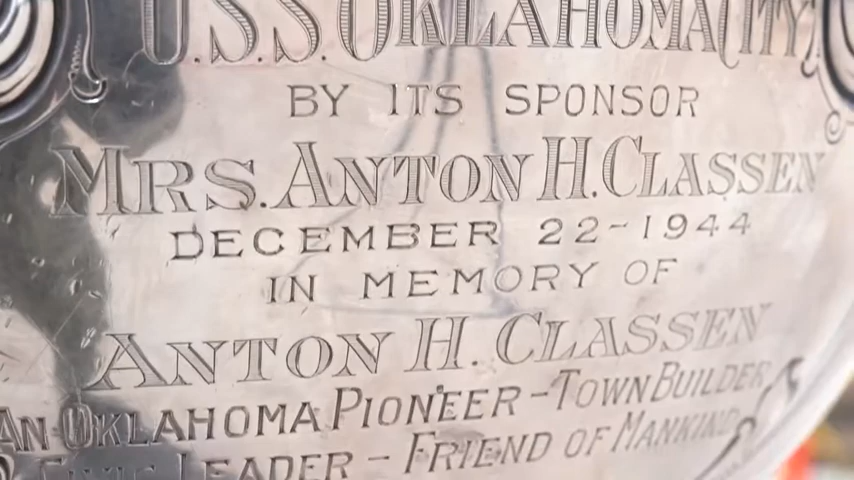 U.S.S. OKLAHOMA CITY
BY ITS SPONSOR
MRS. ANTON H. CLASSEN
DECEMBER 22-1944
IN MEMORY OF
ANTON H. CLASSEN
AN OKLAHOMA PIONEER - TOWN BUILDER
CIVIC LEADER - FRIEND OF MANKIND